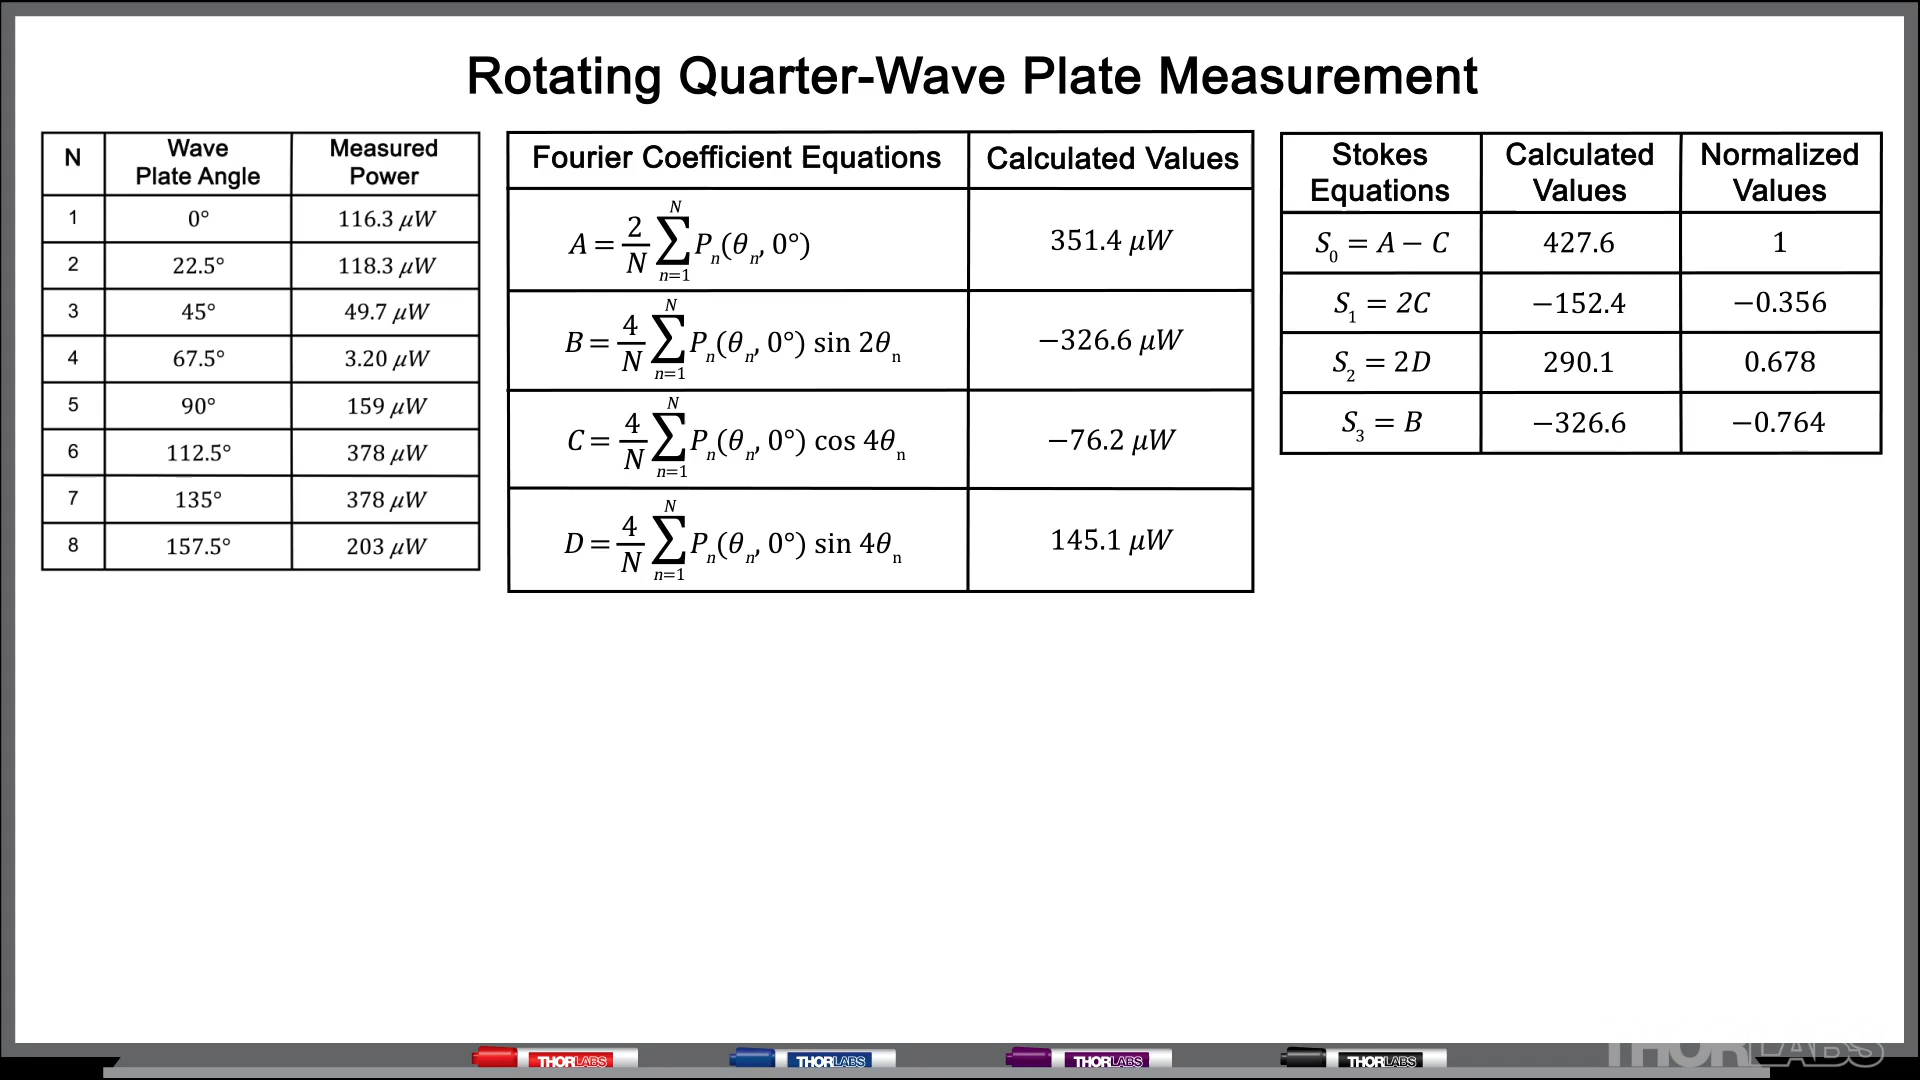 Rotating Quarter-Wave Plate Measurement
N Wave Plate Angle Measured Power
1 0° 116.3 μW
2 22.5° 118.3 μW
3 45° 49.7 μW
4 67.5° 3.20 μW
5 90° 159 μW
6 112.5° 378 μW
7 135° 378 μW
8 157.5° 203 μW
Fourier Coefficient Equations Calculated Values
A = 2/N ∑_{n=1}^{N} P_n(θ_n, 0°) 351.4 μW
B = 4/N ∑_{n=1}^{N} P_n(θ_n, 0°) sin 2θ_n −326.6 μW
C = 4/N ∑_{n=1}^{N} P_n(θ_n, 0°) cos 4θ_n −76.2 μW
D = 4/N ∑_{n=1}^{N} P_n(θ_n, 0°) sin 4θ_n 145.1 μW
Stokes Equations Calculated Values Normalized Values
S_0 = A − C 427.6 1
S_1 = 2C −152.4 −0.356
S_2 = 2D 290.1 0.678
S_3 = B −326.6 −0.764
THORLABS
THORLABS
THORLABS
THORLABS
THORLABS